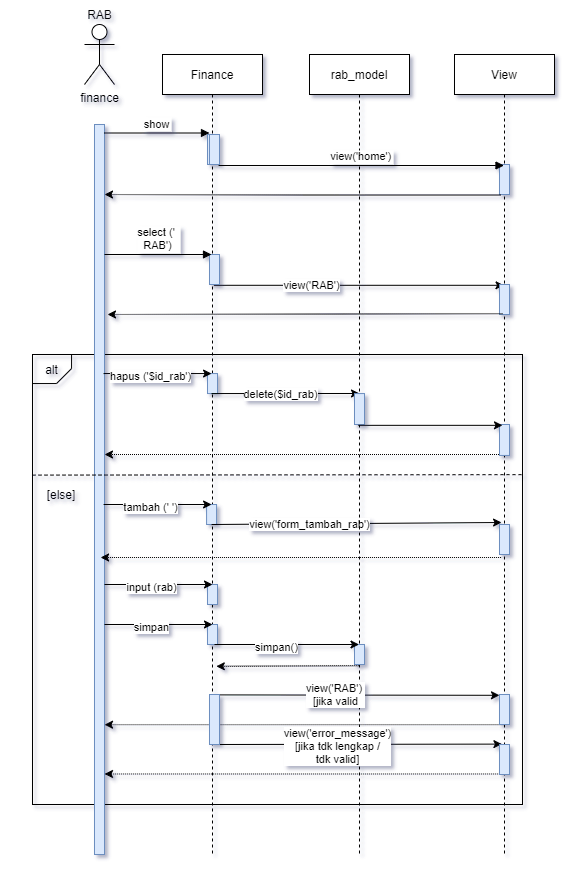 RAB
finance
Finance
rab_model
View
show
view('home')
select ('
RAB')
view('RAB')
alt
hapus ('$id_rab)
delete($id_rab)
[else]
tambah (' ')
view('form_tambah_rab')
input (rab)
simpan
simpan()
view('RAB')
[jika valid
view('error_message')
[jika tdk lengkap /
tdk valid]